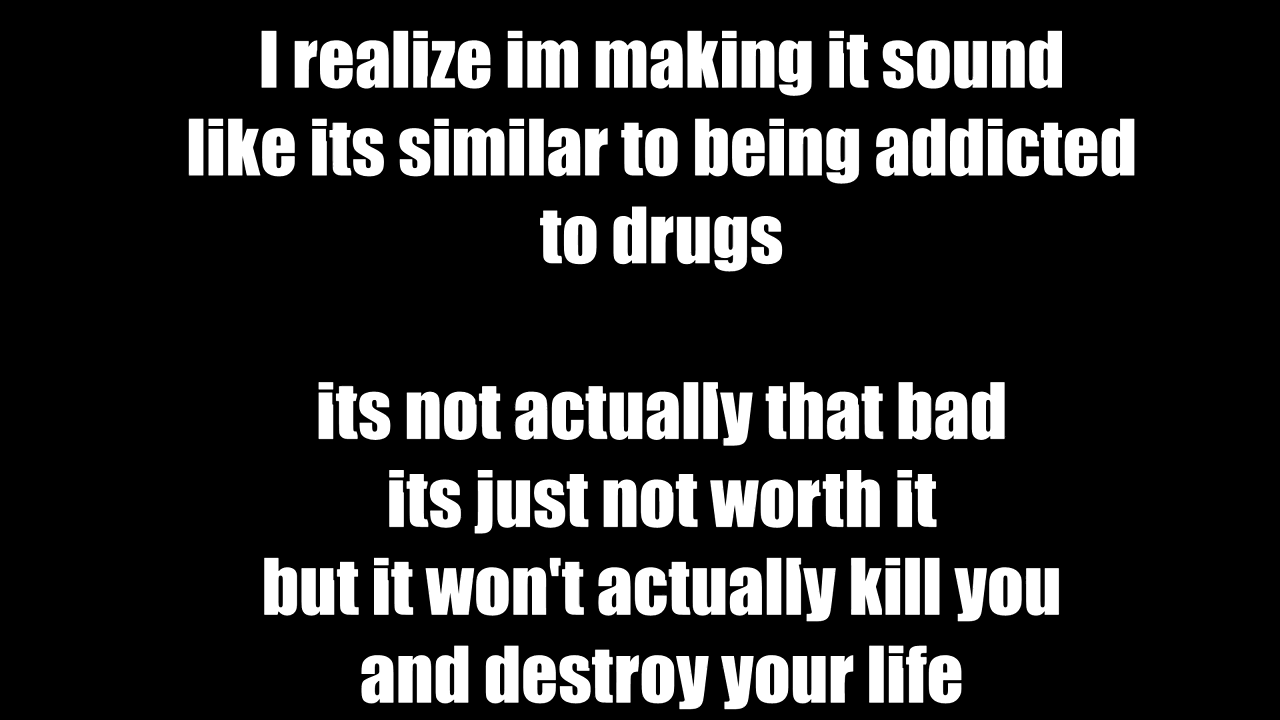 I realize im making it sound
like its similar to being addicted
to drugs
its not actually that bad
its just not worth it
but it won't actually kill you
and destroy your life